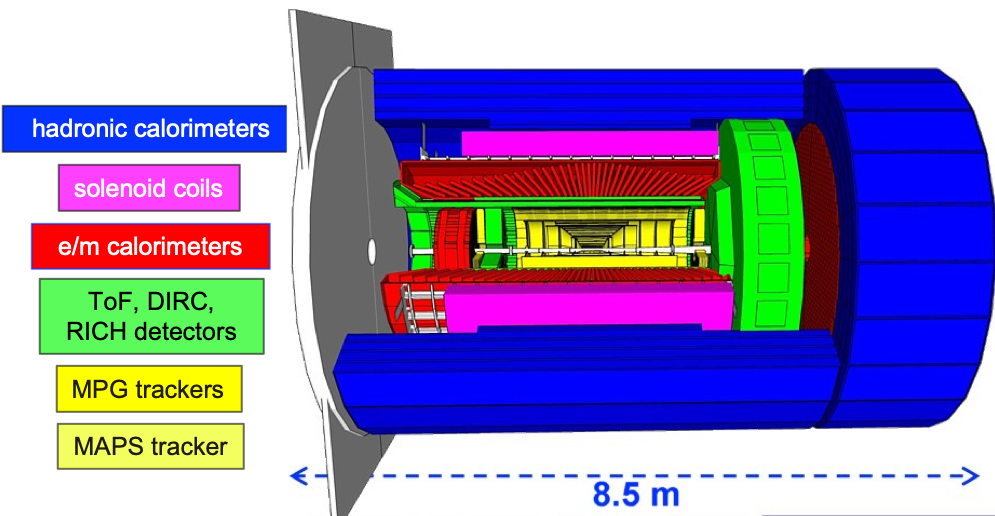 hadronic calorimeters
solenoid coils
e/m calorimeters
ToF, DIRC,
RICH detectors
MPG trackers
MAPS tracker
8.5 m